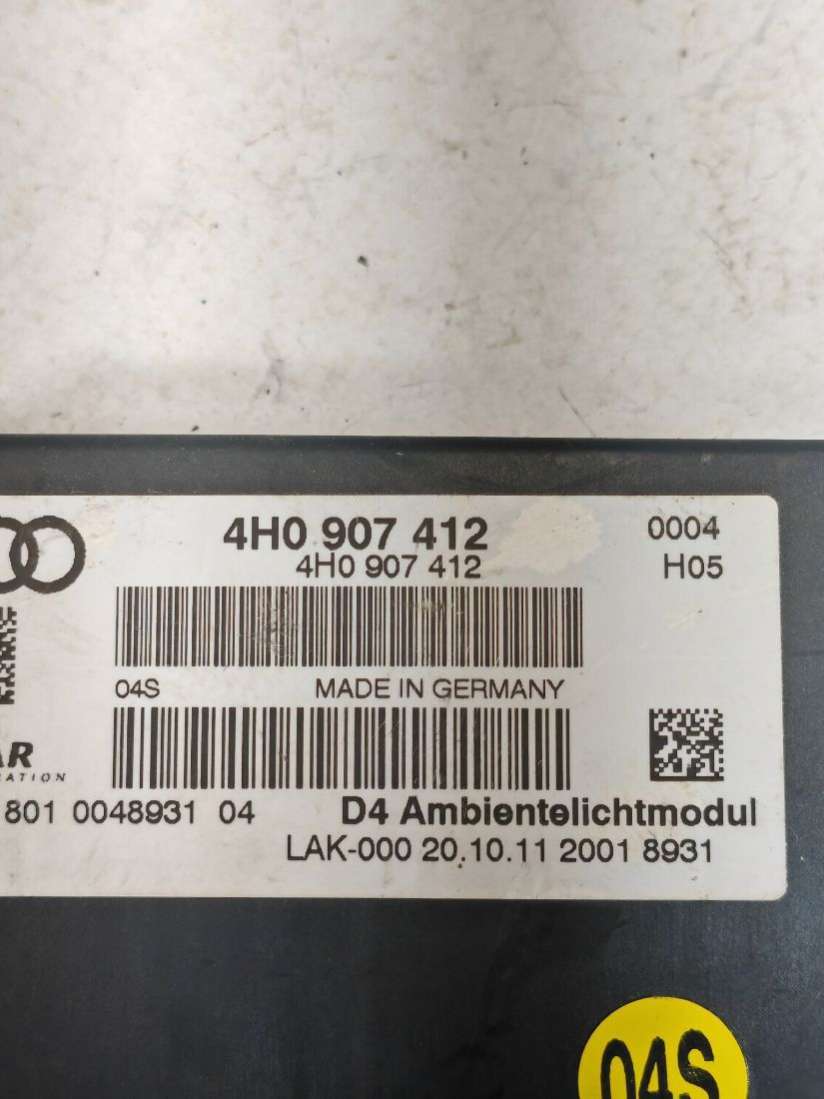 4H0 907 412
0004
4H0 907 412
H05
04S
MADE IN GERMANY
801 0048931 04
D4 Ambientelichtmodul
LAK-000 20.10.11 2001 8931
04S